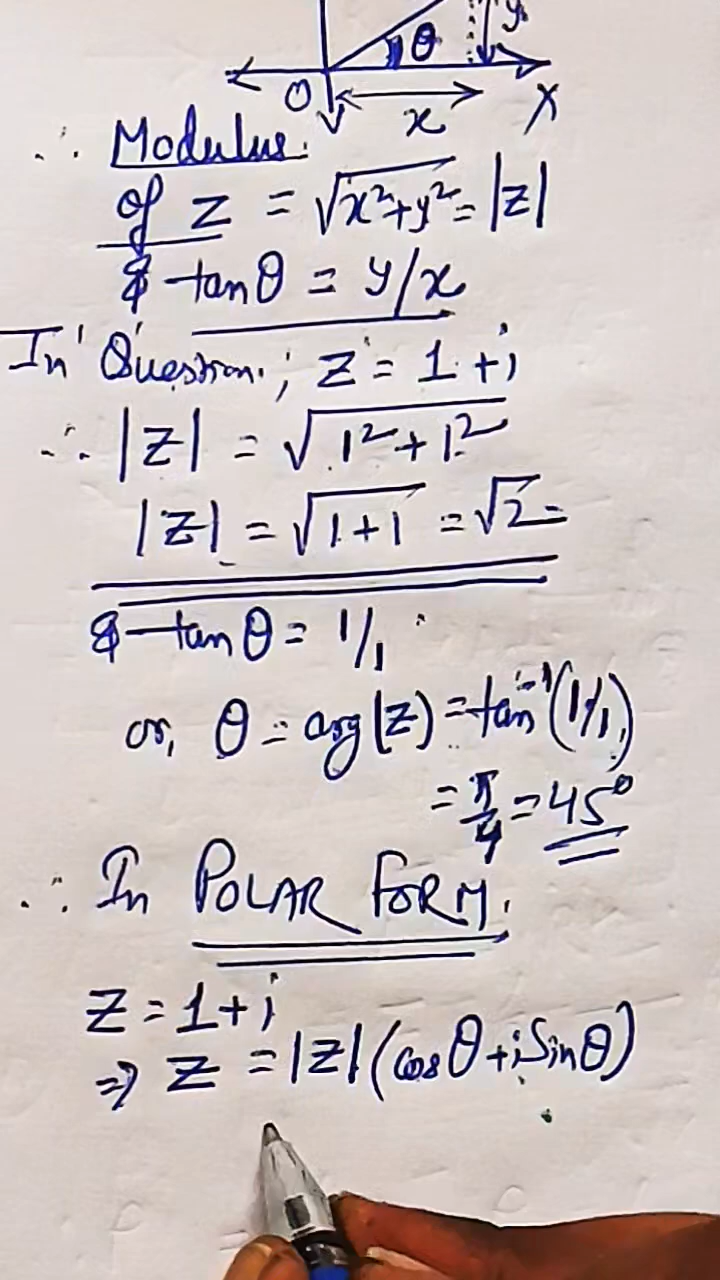 y
θ
O
x
X
∴ Modulus
of z = √x²+y² = |z|
& tanθ = y/x
In Question; z = 1+i
∴ |z| = √1²+1²
|z| = √1+1 = √2
& tanθ = 1/1
or, θ = arg(z) = tan⁻¹(1/1)
= π/4 = 45°
∴ In POLAR FORM.
z = 1+i
⇒ z = |z|(cosθ+iSinθ)